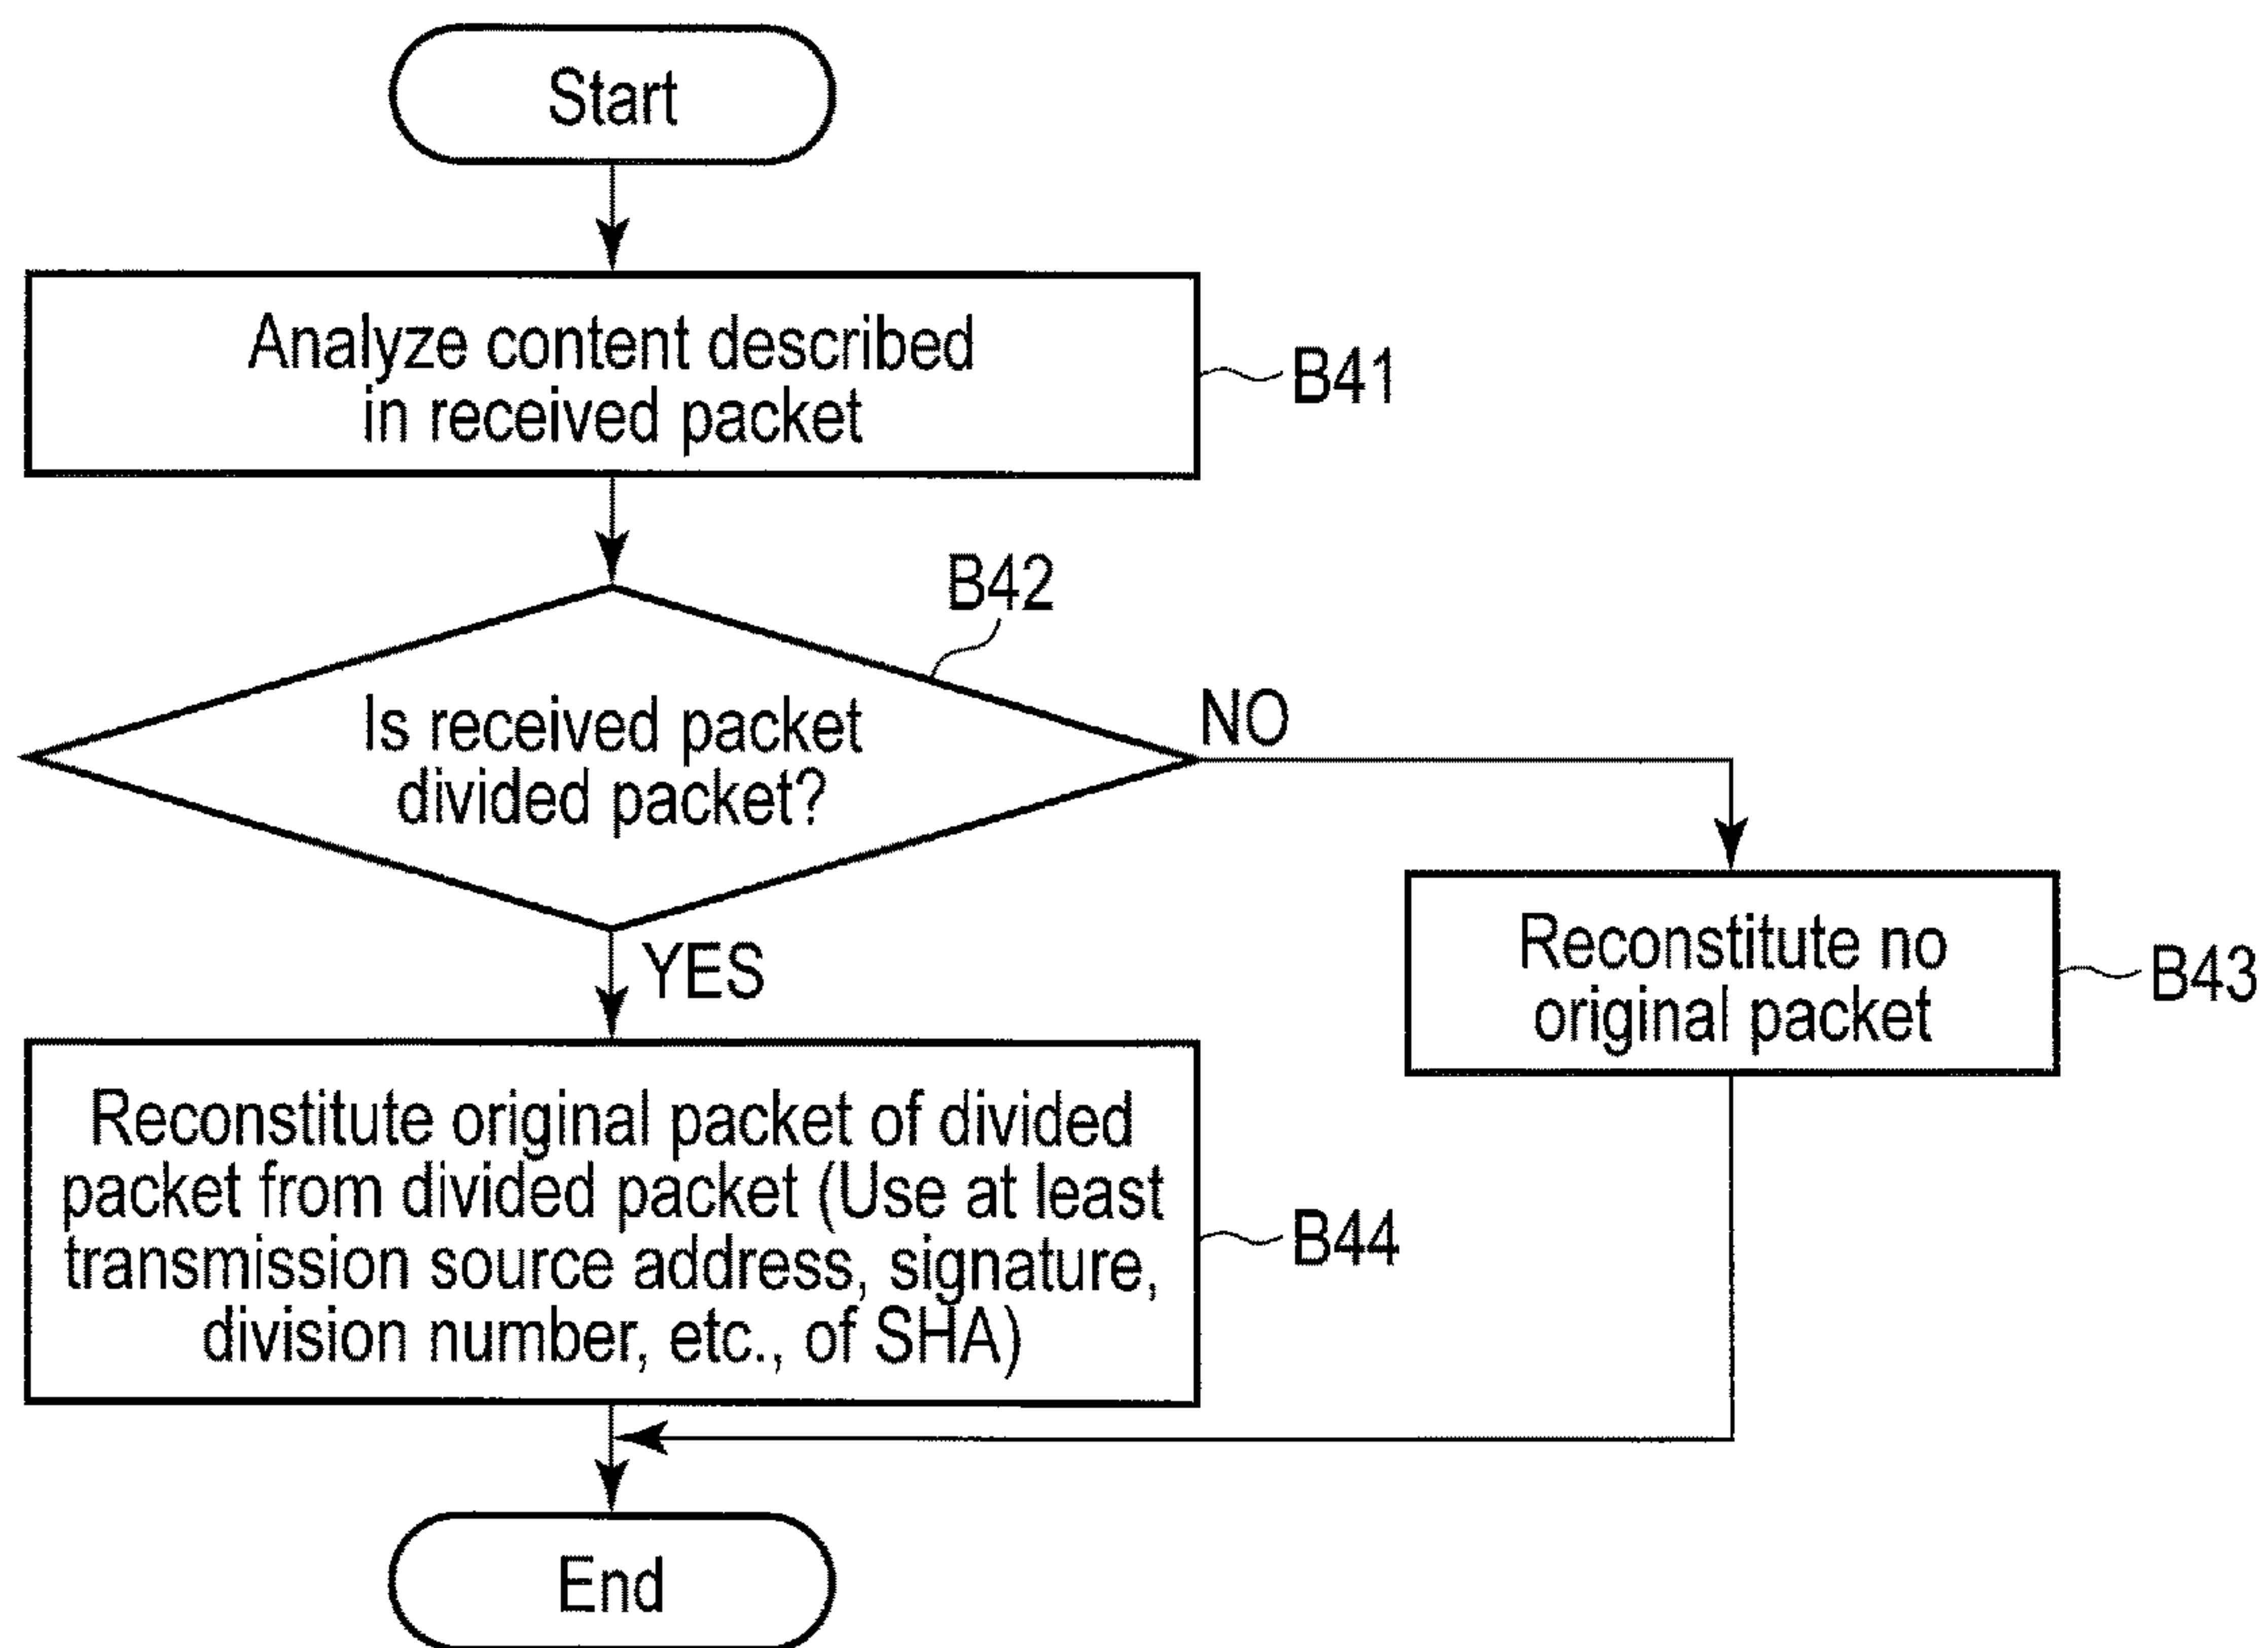 Start
Analyze content described
in received packet
B41
B42
Is received packet
divided packet?
NO
YES
Reconstitute no
original packet
B43
Reconstitute original packet of divided
packet from divided packet (Use at least
transmission source address, signature,
division number, etc., of SHA)
B44
End